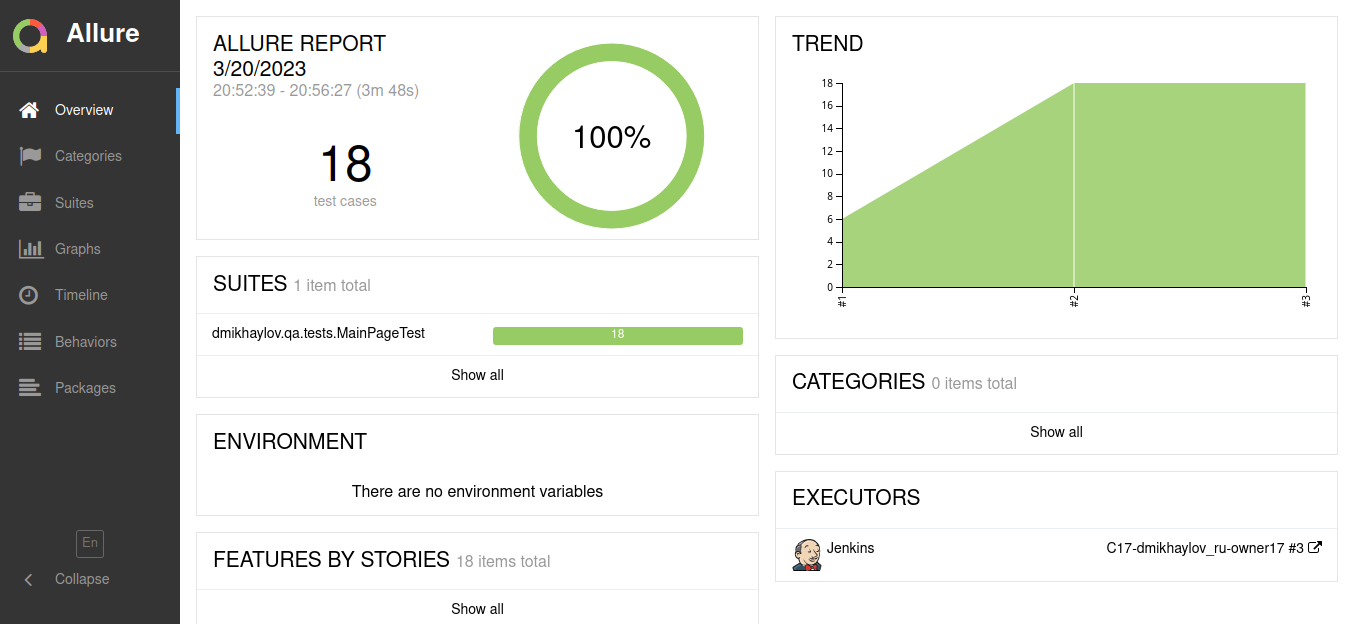 Allure
Overview
Categories
Suites
Graphs
Timeline
Behaviors
Packages
En
Collapse
ALLURE REPORT
3/20/2023
20:52:39 - 20:56:27 (3m 48s)
18
test cases
100%
SUITES 1 item total
dmikhaylov.qa.tests.MainPageTest 18
Show all
ENVIRONMENT
There are no environment variables
FEATURES BY STORIES 18 items total
Show all
TREND
18
16
14
12
10
8
6
4
2
0
#1 #2 #3
CATEGORIES 0 items total
Show all
EXECUTORS
Jenkins C17-dmikhaylov_ru-owner17 #3